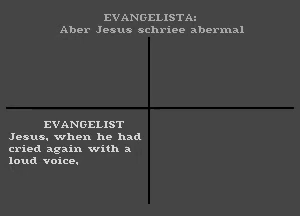 EVANGELISTA:
Aber Jesus schriee abermal
EVANGELIST
Jesus, when he had
cried again with a
loud voice,